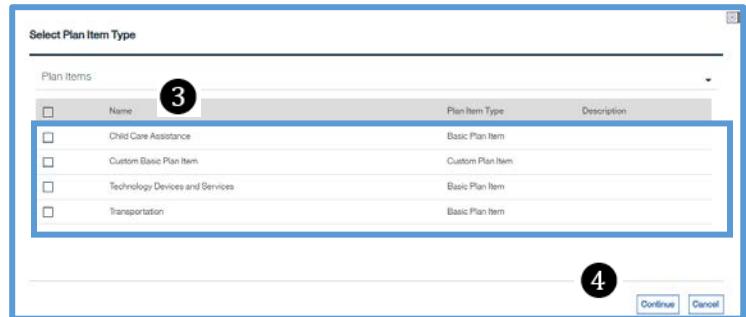 Select Plan Item Type
Plan Items
3
Name Plan Item Type Description
Child Care Assistance Basic Plan Item
Custom Basic Plan Item Custom Plan Item
Technology Devices and Services Basic Plan Item
Transportation Basic Plan Item
4
Continue Cancel